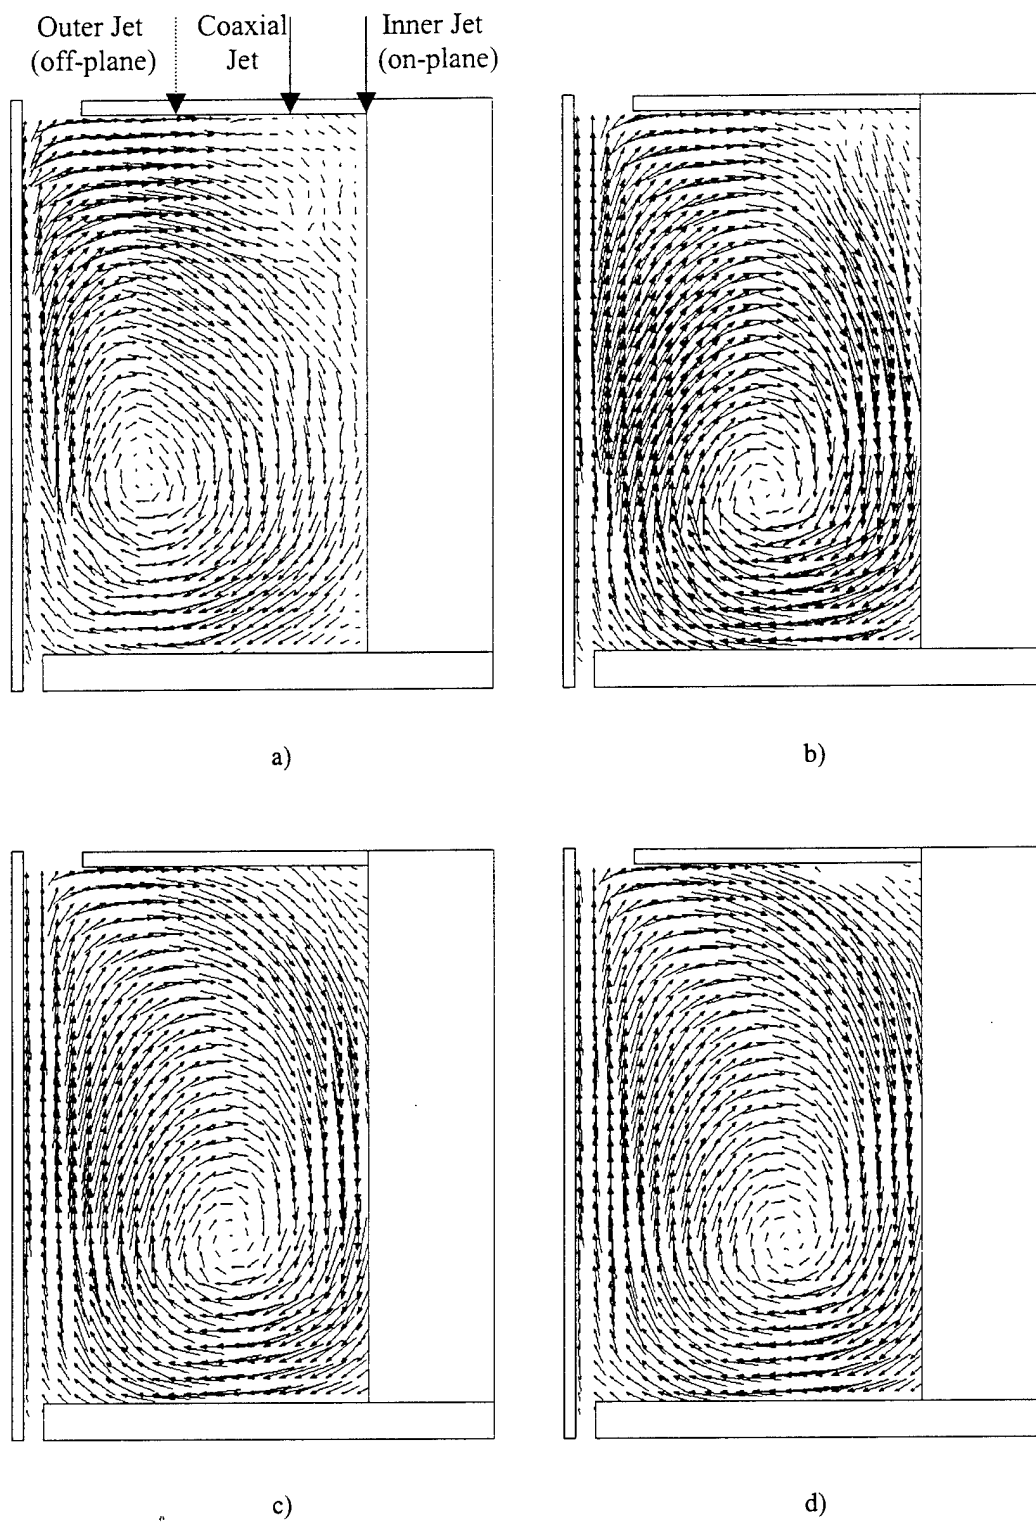 Outer Jet Coaxial Inner Jet
(off-plane) Jet (on-plane)
a) b)
c) d)